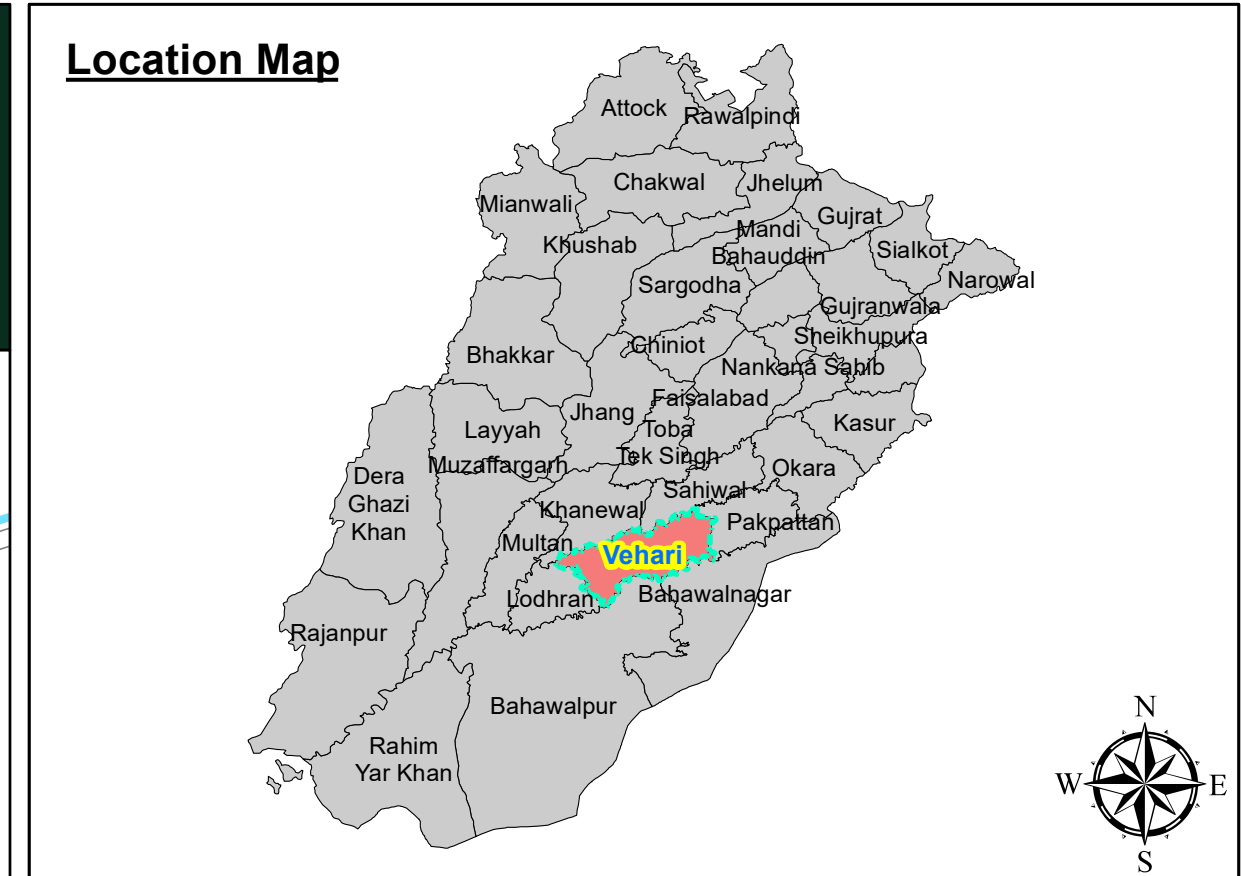 Location Map
Attock
Rawalpindi
Chakwal
Jhelum
Mianwali
Gujrat
Mandi
Bahauddin
Khushab
Sialkot
Narowal
Sargodha
Gujranwala
Sheikhupura
Chiniot
Bhakkar
Nankana Sahib
Faisalabad
Jhang
Toba
Tek Singh
Kasur
Layyah
Muzaffargarh
Okara
Dera
Ghazi
Khan
Sahiwal
Khanewal
Pakpattan
Multan
Vehari
Lodhran
Bahawalnagar
Rajanpur
Bahawalpur
Rahim
Yar Khan
N
W
E
S